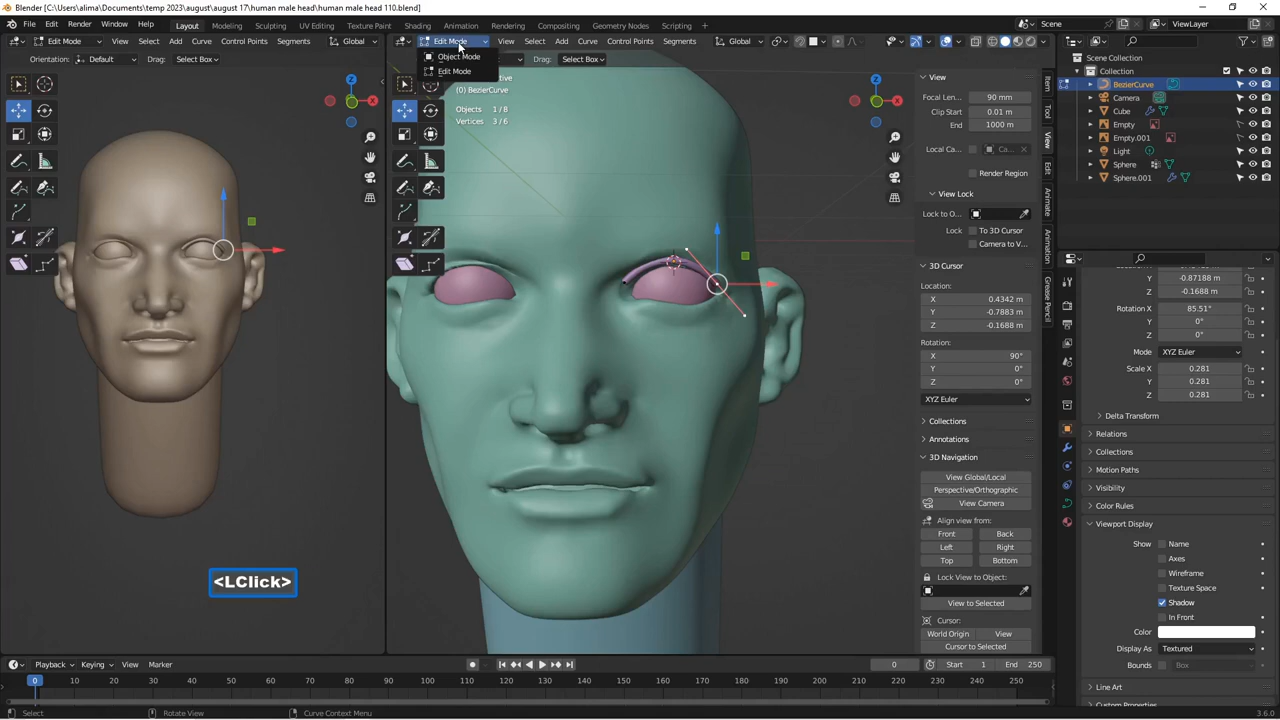 Blender [C:\Users\alima\Documents\temp 2023\august\august 17\human male head\human male head 110.blend]
File Edit Render Window Help Layout Modeling Sculpting UV Editing Texture Paint Shading Animation Rendering Compositing Geometry Nodes Scripting Scene ViewLayer
Edit Mode View Select Add Curve Control Points Segments Global Edit Mode View Select Add Curve Control Points Segments Global
Orientation: Default Drag: Select Box Object Mode Drag: Select Box
Edit Mode
(0) BezierCurve
Objects 1/8
Vertices 3/6
View
Focal Len... 90 mm
Clip Start 0.01 m
End 1000 m
Local Ca... Ca...
Render Region
View Lock
Lock to O...
Lock To 3D Cursor
Camera to V...
3D Cursor
Location:
X 0.4342 m
Y -0.7883 m
Z -0.1688 m
Rotation:
X 90°
Y 0°
Z 0°
XYZ Euler
Collections
Annotations
3D Navigation
View Global/Local
Perspective/Orthographic
View Camera
Align view from:
Front Back
Left Right
Top Bottom
Lock View to Object:
View to Selected
Cursor:
World Origin View
Cursor to Selected
Item
Tool
View
Edit
Animate
Animation
Grease Pencil
Scene Collection
Collection
BezierCurve
Camera
Cube
Empty
Empty.001
Light
Sphere
Sphere.001
Y -0.87188 m
Z -0.1688 m
Rotation X 85.51°
Y 0°
Z 0°
Mode XYZ Euler
Scale X 0.281
Y 0.281
Z 0.281
Delta Transform
Relations
Collections
Motion Paths
Visibility
Color Rules
Viewport Display
Show Name
Axes
Wireframe
Texture Space
Shadow
In Front
Color
Display As Textured
Bounds Box
Line Art
Custom Properties
<LClick>
Playback Keying View Marker 0 Start 1 End 250
0 10 20 30 40 50 60 70 80 90 100 110 120 130 140 150 160 170 180 190 200 210 220 230 240 250
Select Rotate View Curve Context Menu 3.6.0